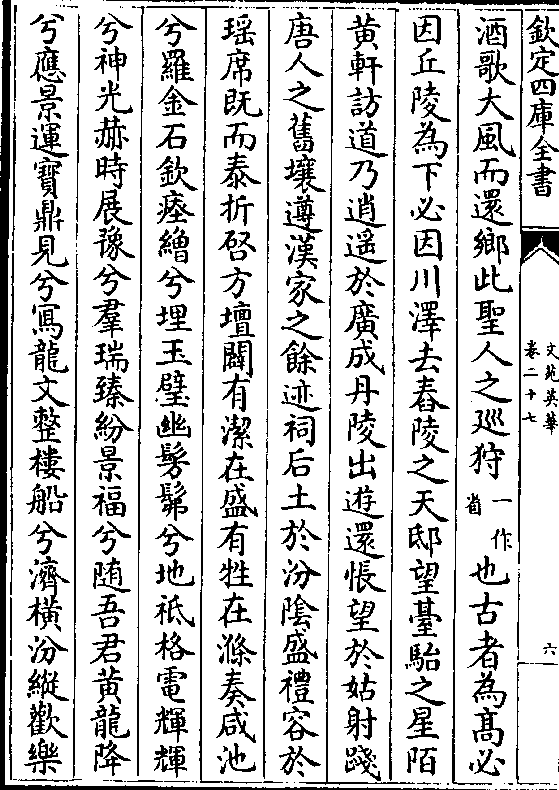 欽定四庫全書
文苑英華
卷二十七
六
酒歌大風而還鄉此聖人之廵狩一作省也古者為髙必
因丘陵為下必因川澤去舂陵之天邸望臺駘之星陌
黄軒訪道乃逍遥於廣成丹陵出遊還悵望於姑射踐
唐人之舊壤遵漢家之餘迹祠后土於汾隂盛禮容於
瑶席既而泰折啓方壇闢有潔在盛有牲在滌奏咸池
兮羅金石欽瘞繒兮埋玉璧幽髣髴兮地祗格電輝輝
兮神光赫時展豫兮羣瑞臻紛景福兮随吾君黄龍降
兮應景運寳鼎見兮冩龍文整樓船兮濟横汾縱歡樂